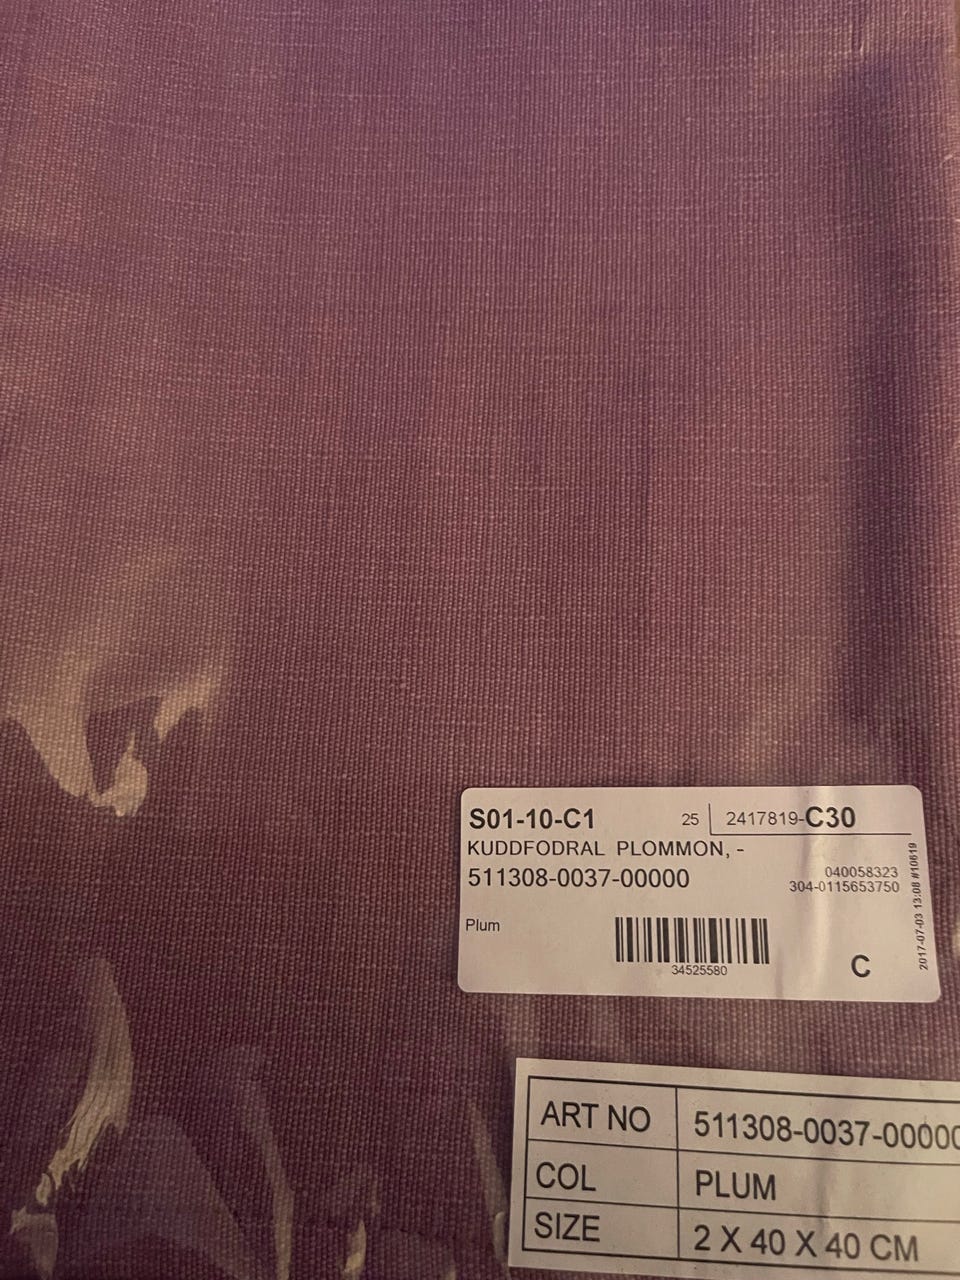 S01-10-C1 25 2417819-C30
KUDDFODRAL PLOMMON, -
511308-0037-00000
040058323
304-0115653750
Plum
34525580
C
2017-07-03 13:08 #10619
ART NO 511308-0037-00000
COL PLUM
SIZE 2 X 40 X 40 CM